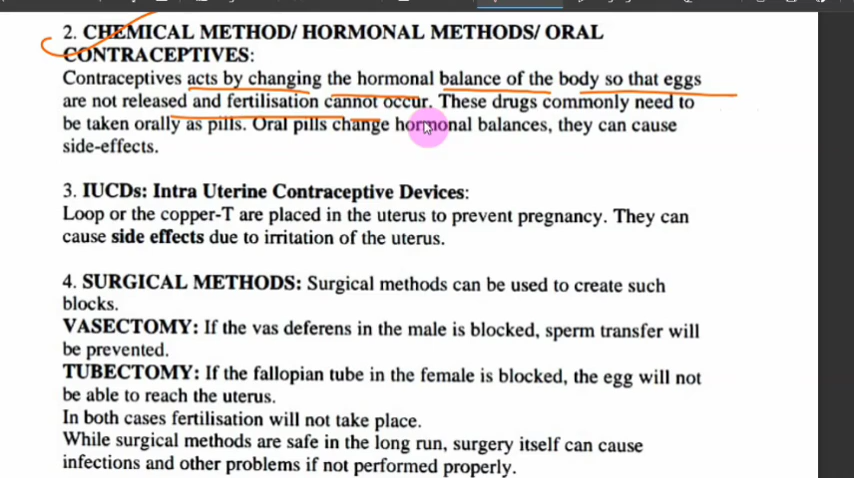 2. CHEMICAL METHOD/ HORMONAL METHODS/ ORAL
CONTRACEPTIVES:
Contraceptives acts by changing the hormonal balance of the body so that eggs
are not released and fertilisation cannot occur. These drugs commonly need to
be taken orally as pills. Oral pills change hormonal balances, they can cause
side-effects.
3. IUCDs: Intra Uterine Contraceptive Devices:
Loop or the copper-T are placed in the uterus to prevent pregnancy. They can
cause side effects due to irritation of the uterus.
4. SURGICAL METHODS: Surgical methods can be used to create such
blocks.
VASECTOMY: If the vas deferens in the male is blocked, sperm transfer will
be prevented.
TUBECTOMY: If the fallopian tube in the female is blocked, the egg will not
be able to reach the uterus.
In both cases fertilisation will not take place.
While surgical methods are safe in the long run, surgery itself can cause
infections and other problems if not performed properly.